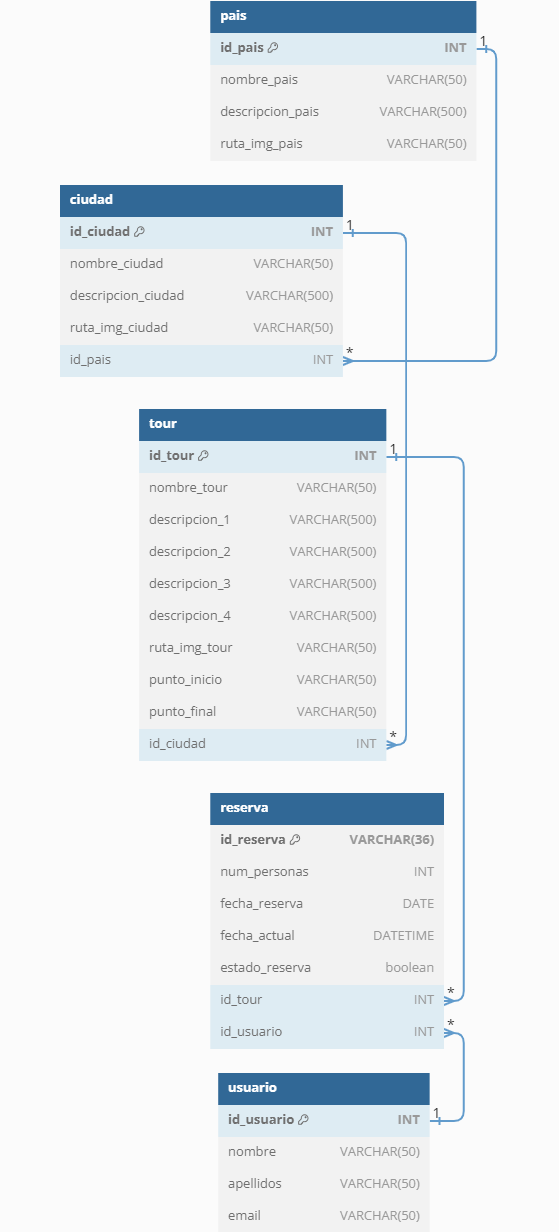 pais
1
id_pais INT
nombre_pais VARCHAR(50)
descripcion_pais VARCHAR(500)
ruta_img_pais VARCHAR(50)
ciudad
1
id_ciudad INT
nombre_ciudad VARCHAR(50)
descripcion_ciudad VARCHAR(500)
ruta_img_ciudad VARCHAR(50)
*
id_pais INT
tour
1
id_tour INT
nombre_tour VARCHAR(50)
descripcion_1 VARCHAR(500)
descripcion_2 VARCHAR(500)
descripcion_3 VARCHAR(500)
descripcion_4 VARCHAR(500)
ruta_img_tour VARCHAR(50)
punto_inicio VARCHAR(50)
punto_final VARCHAR(50)
*
id_ciudad INT
reserva
id_reserva VARCHAR(36)
num_personas INT
fecha_reserva DATE
fecha_actual DATETIME
estado_reserva boolean
*
id_tour INT
*
id_usuario INT
usuario
1
id_usuario INT
nombre VARCHAR(50)
apellidos VARCHAR(50)
email VARCHAR(50)